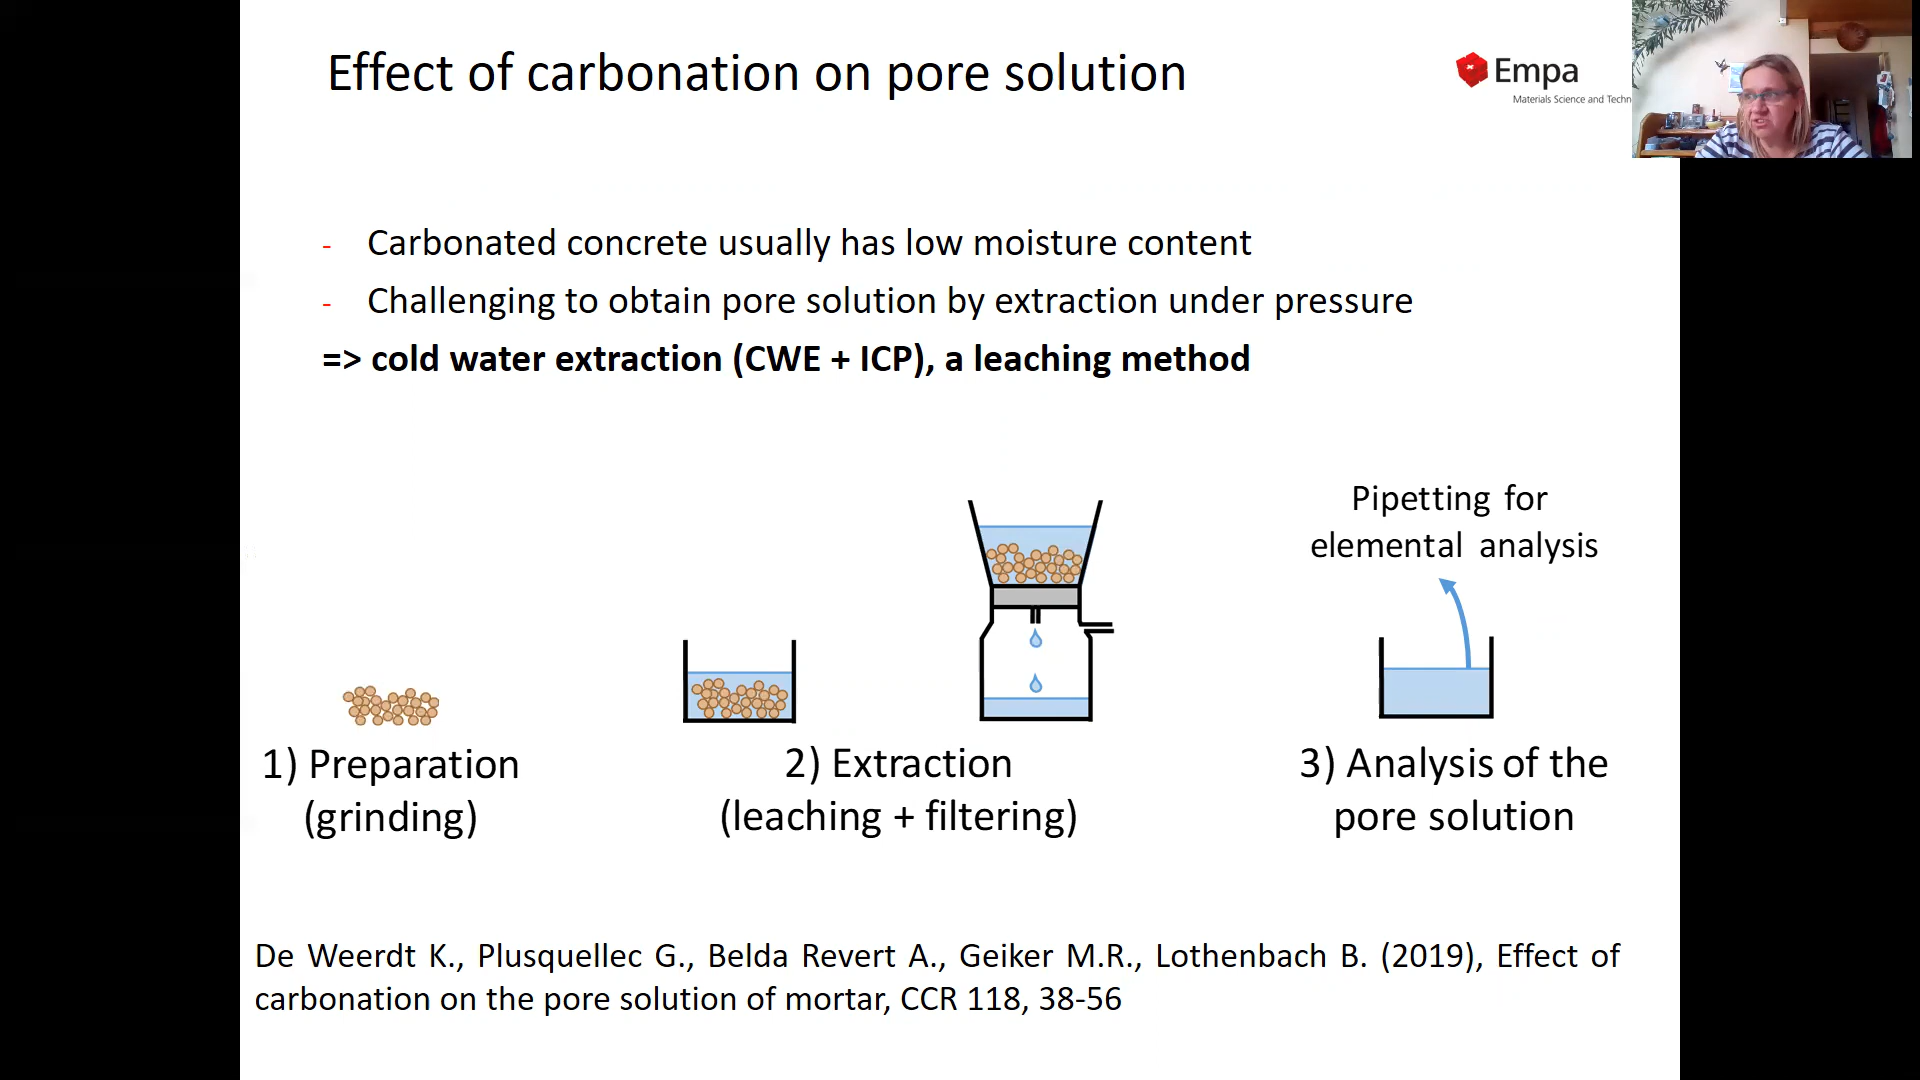 Effect of carbonation on pore solution
Empa
Materials Science and Techn
- Carbonated concrete usually has low moisture content
- Challenging to obtain pore solution by extraction under pressure
=> cold water extraction (CWE + ICP), a leaching method
Pipetting for
elemental analysis
1) Preparation
(grinding)
2) Extraction
(leaching + filtering)
3) Analysis of the
pore solution
De Weerdt K., Plusquellec G., Belda Revert A., Geiker M.R., Lothenbach B. (2019), Effect of
carbonation on the pore solution of mortar, CCR 118, 38-56